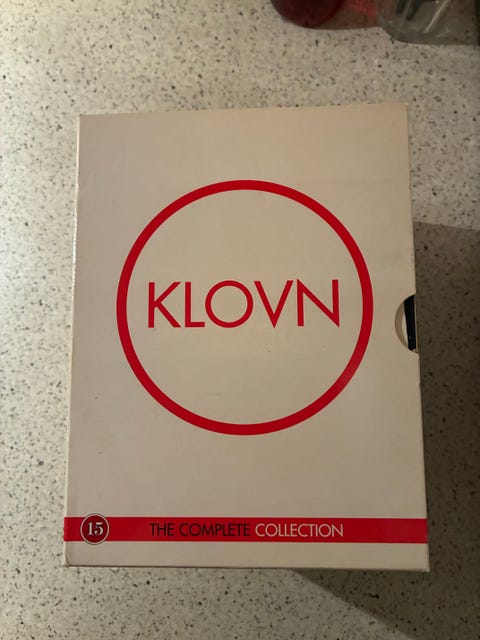 KLOVN
15 THE COMPLETE COLLECTION